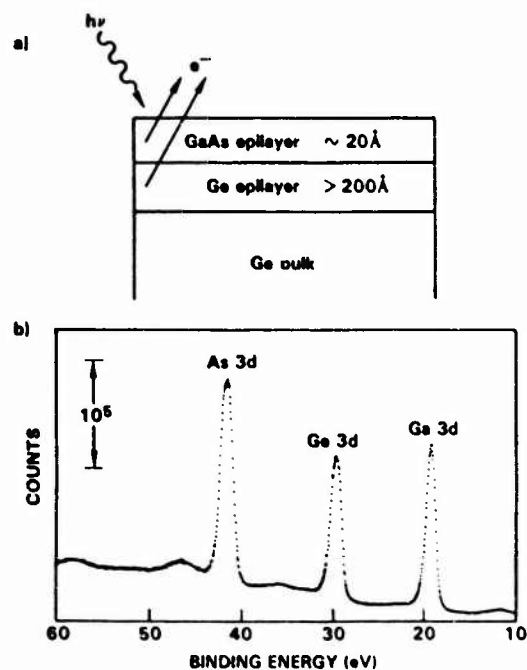 a)
hν
e⁻
GaAs epilayer ~ 20Å
Ge epilayer > 200Å
Ge bulk
b)
As 3d
10⁵
Ge 3d
Ga 3d
COUNTS
60 50 40 30 20 10
BINDING ENERGY (eV)